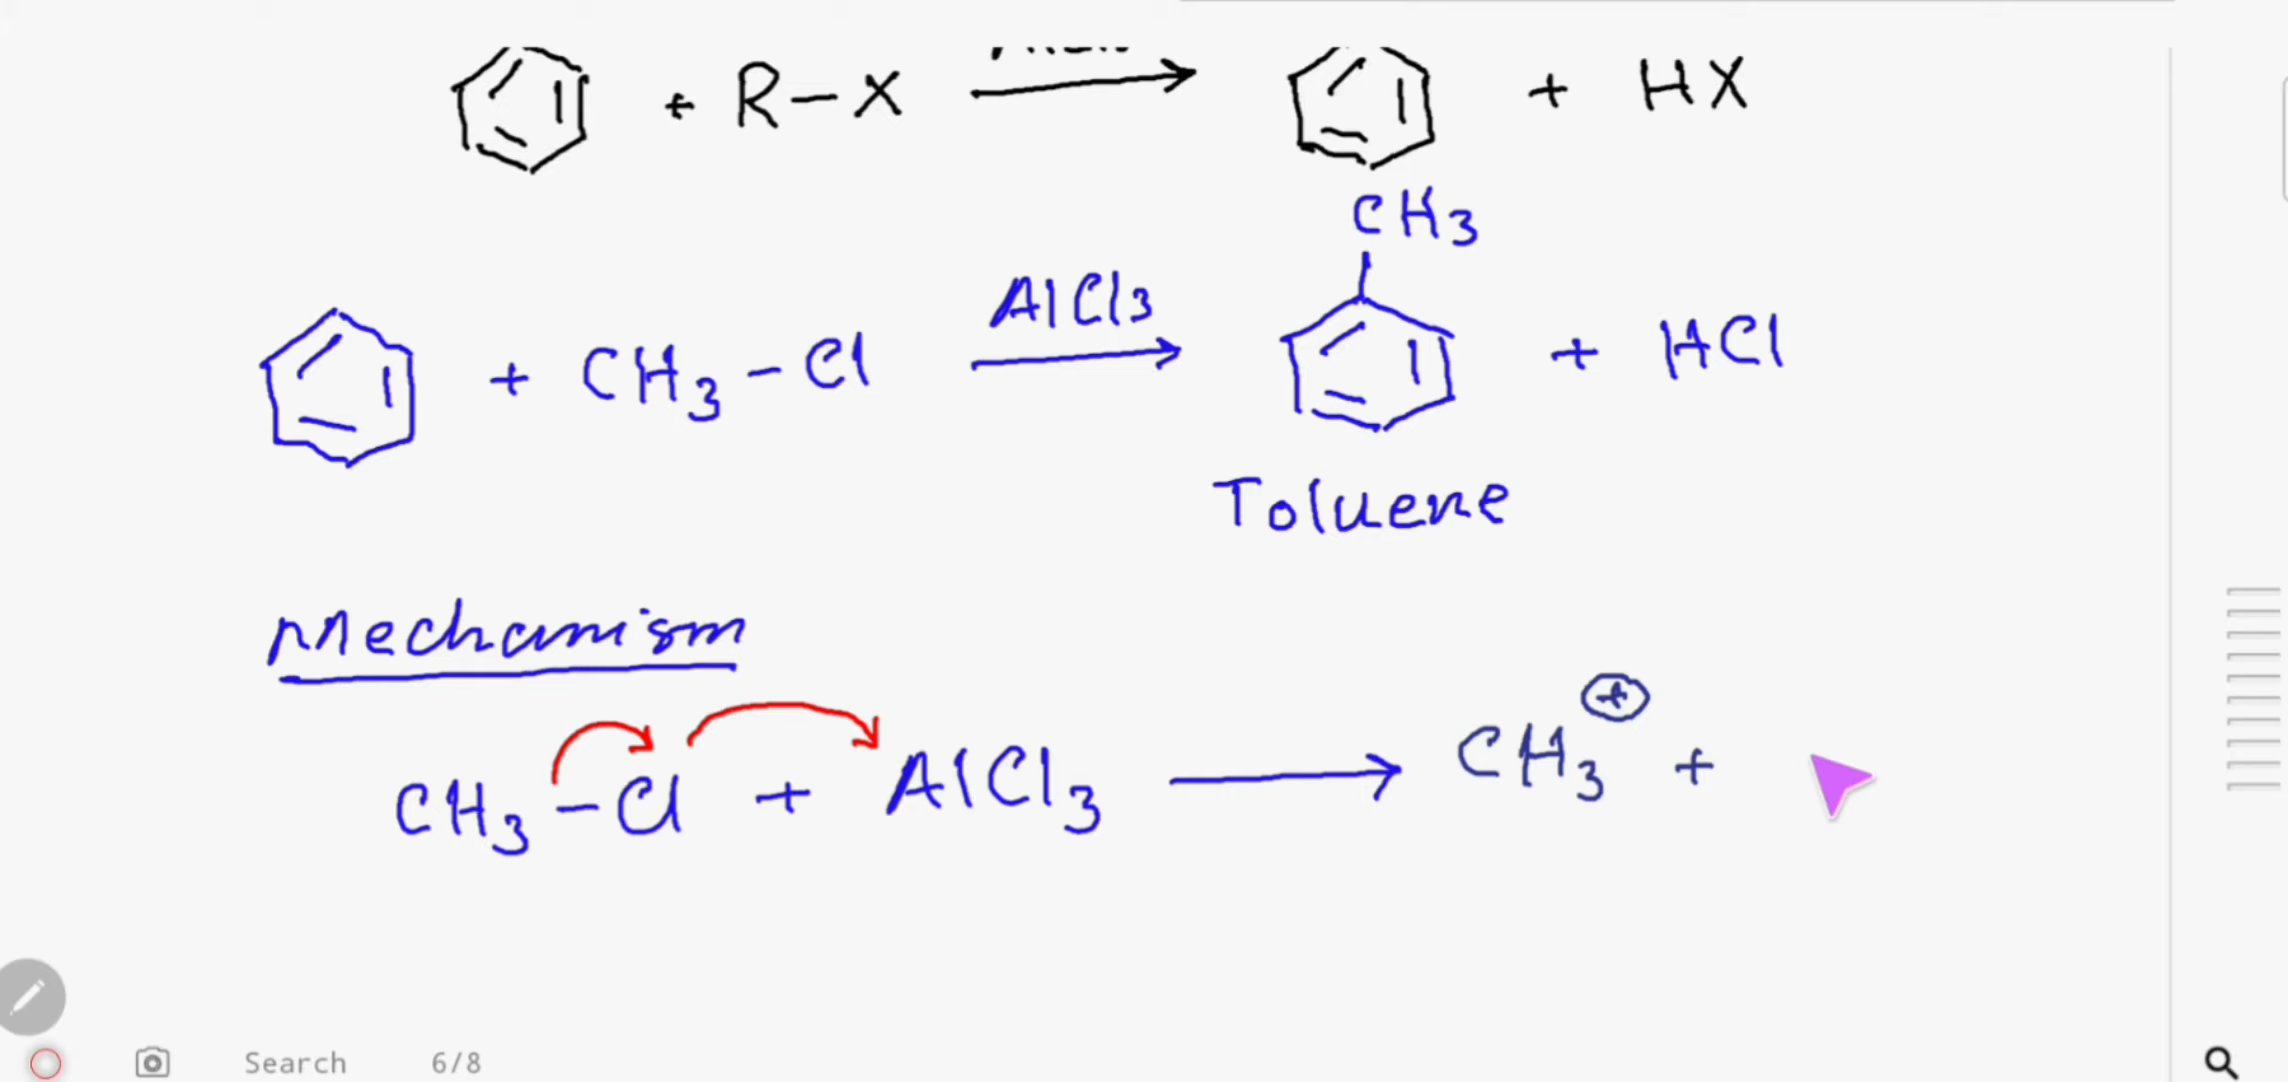 + R-X → + HX
CH3
+ CH3-Cl AlCl3 → + HCl
Toluene
Mechanism
CH3-Cl + AlCl3 → CH3⊕ +
Search 6/8